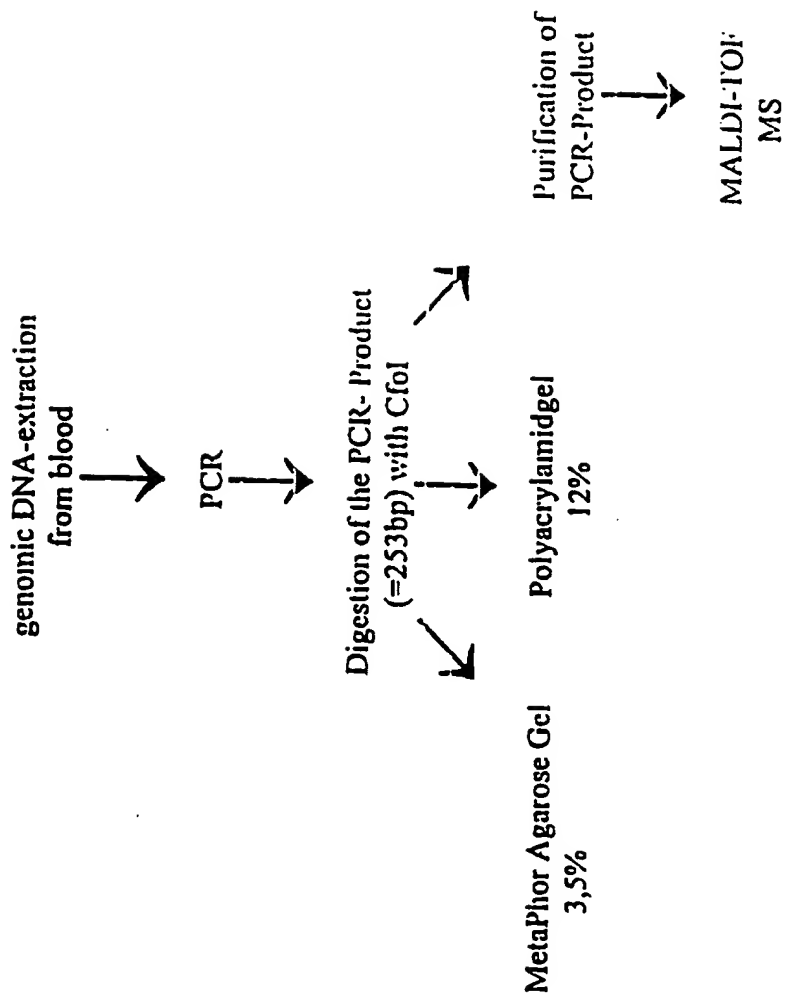 genomic DNA-extraction
from blood
PCR
Digestion of the PCR- Product
(=253bp) with CfoI
MetaPhor Agarose Gel
3,5%
Polyacrylamidgel
12%
Purification of
PCR-Product
MALDI-TOF
MS